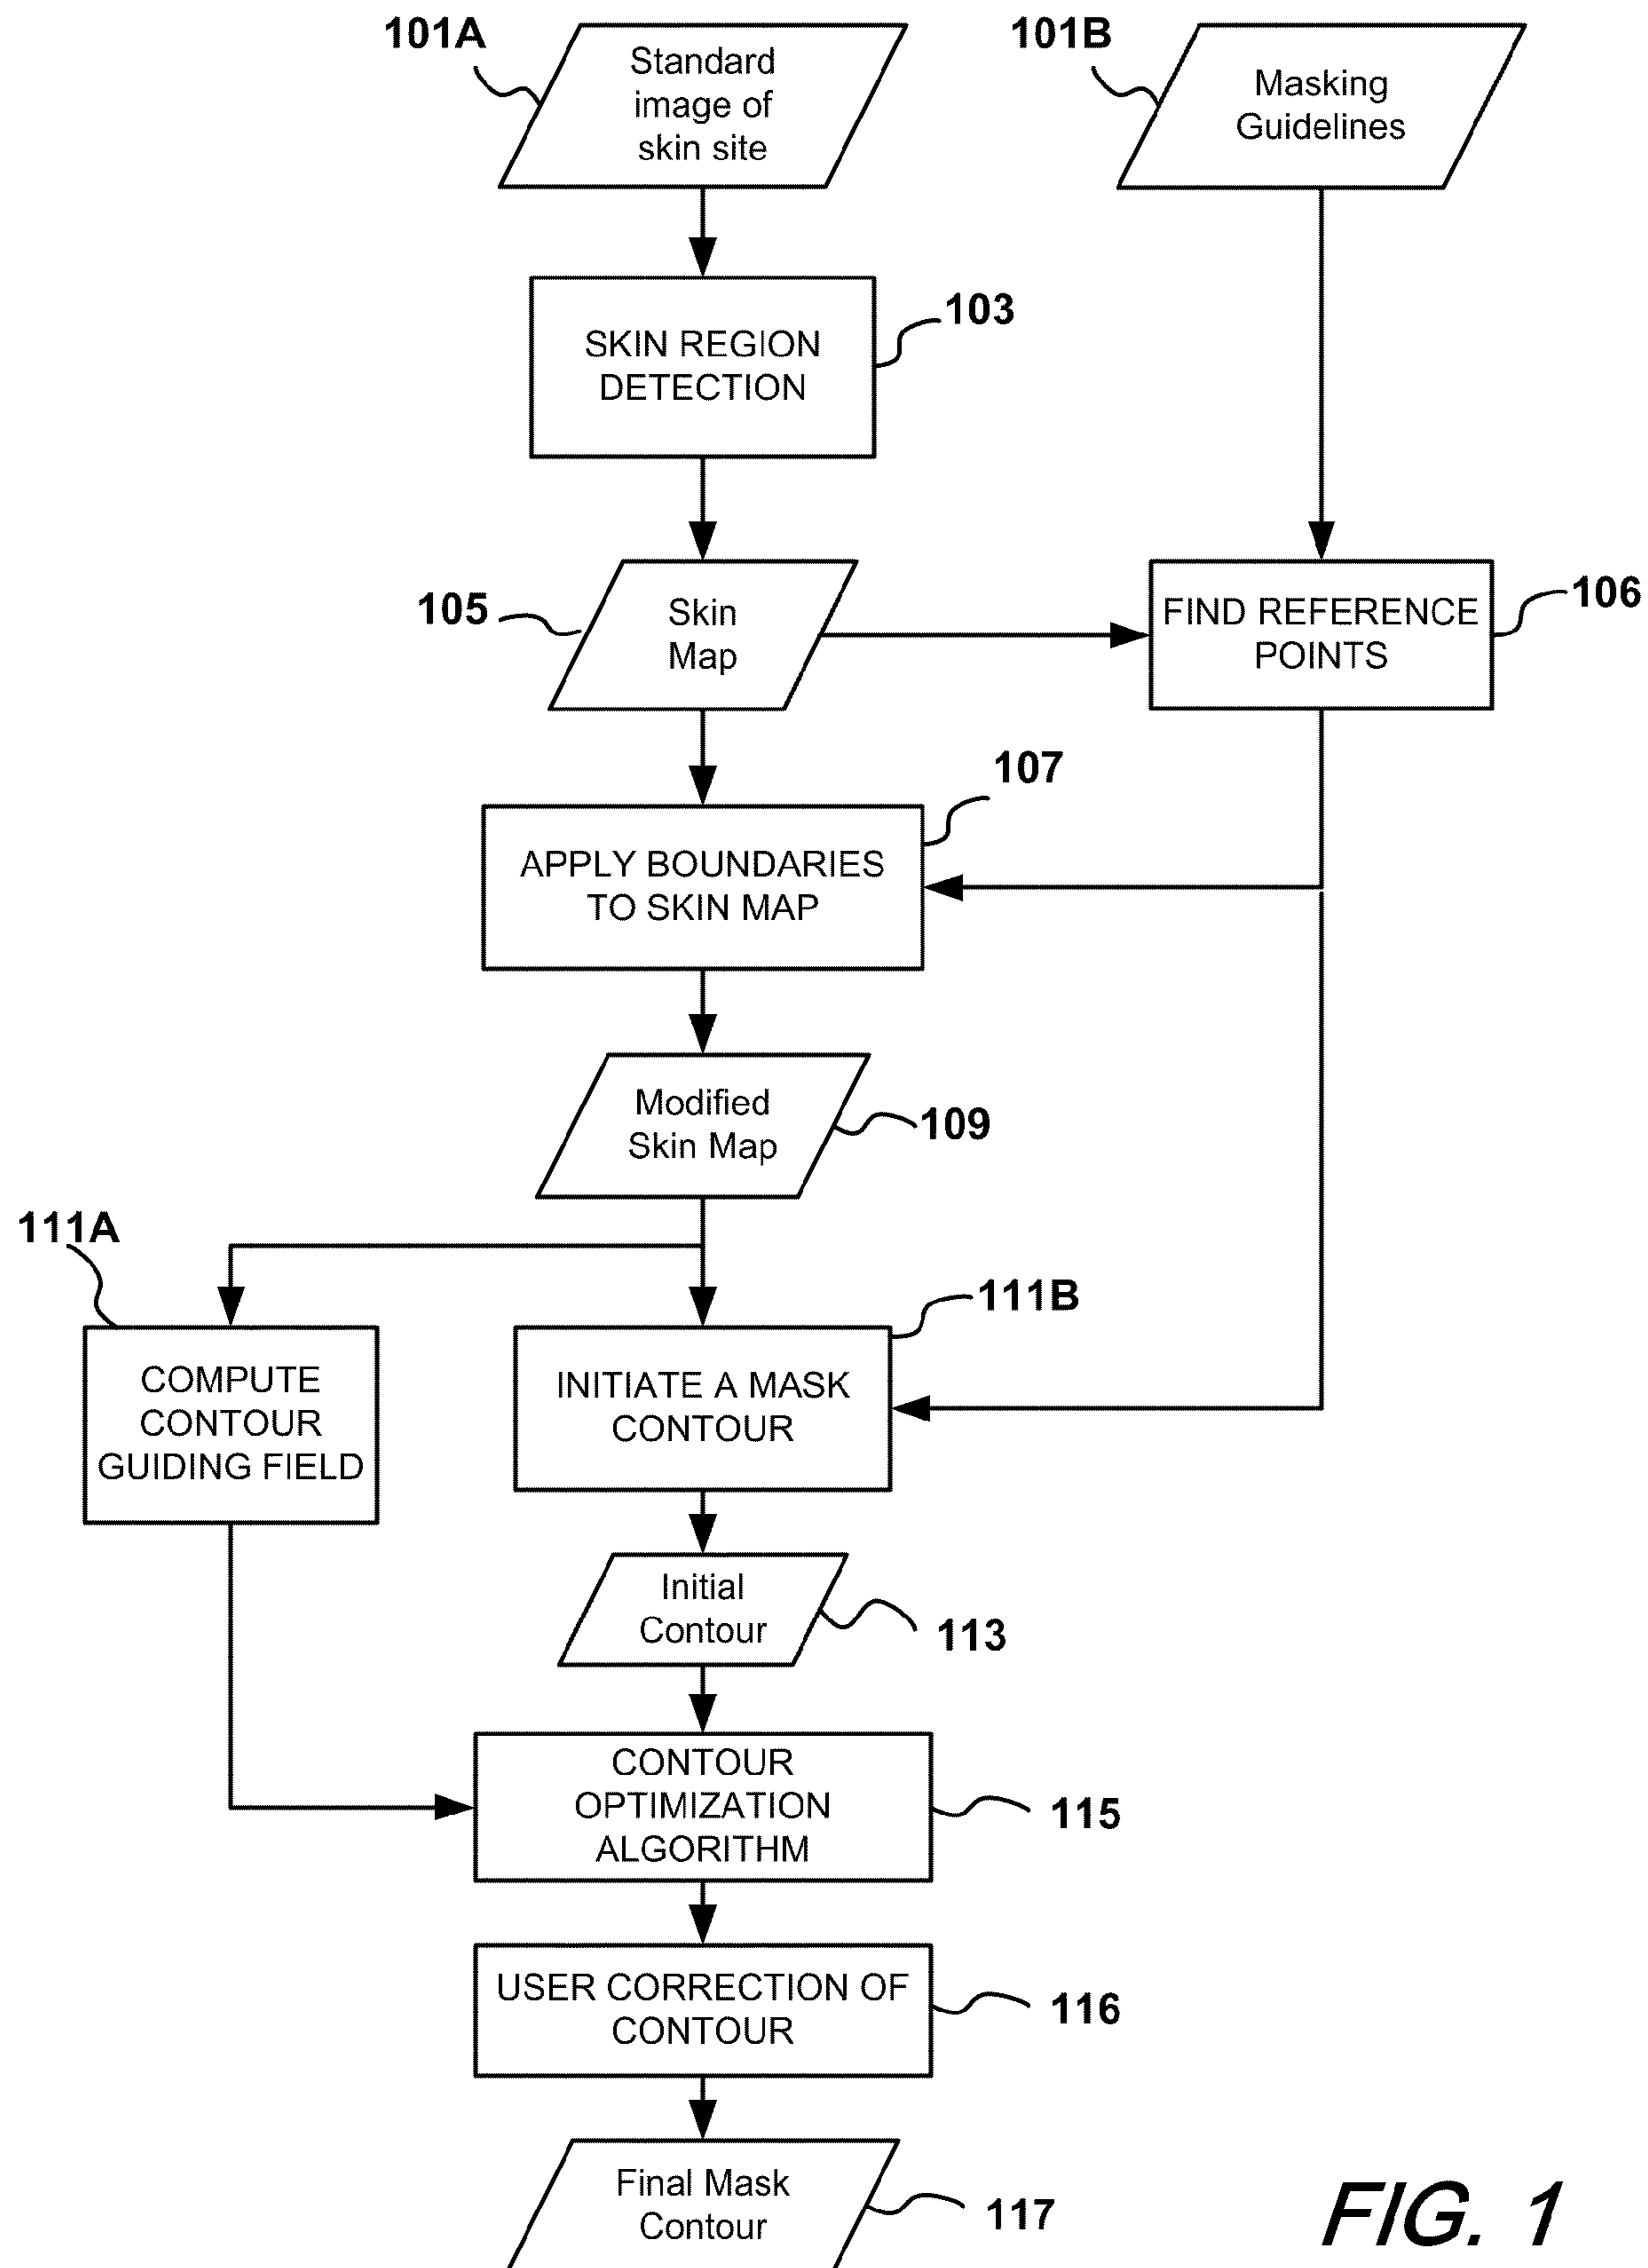 101A
Standard
image of
skin site
101B
Masking
Guidelines
103
SKIN REGION
DETECTION
105
Skin
Map
106
FIND REFERENCE
POINTS
107
APPLY BOUNDARIES
TO SKIN MAP
Modified
Skin Map
109
111A
COMPUTE
CONTOUR
GUIDING FIELD
111B
INITIATE A MASK
CONTOUR
Initial
Contour
113
CONTOUR
OPTIMIZATION
ALGORITHM
115
USER CORRECTION OF
CONTOUR
116
Final Mask
Contour
117
FIG. 1